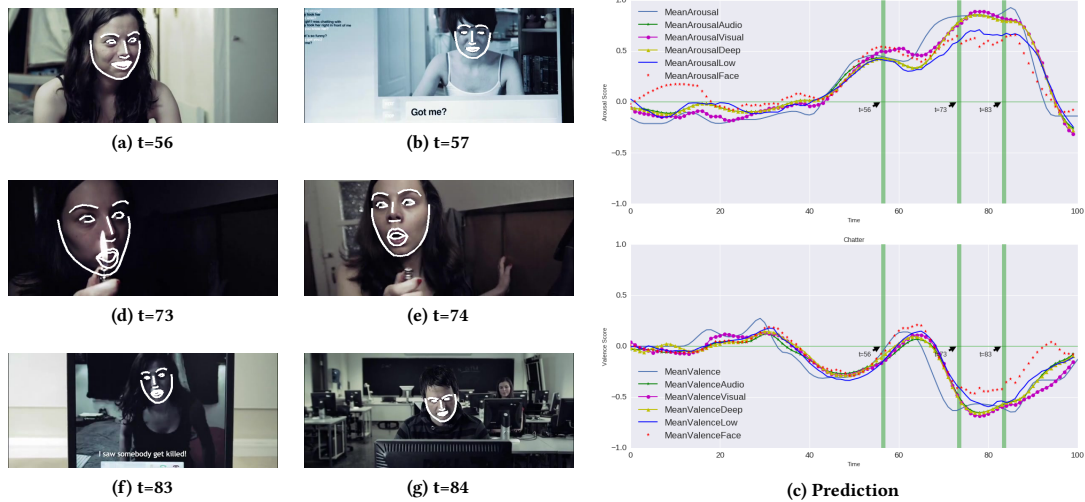 Got me?
(a) t=56
(b) t=57
(d) t=73
(e) t=74
I saw somebody get killed!
(f) t=83
(g) t=84
1.0
0.5
0.0
−0.5
−1.0
Arousal Score
MeanArousal
MeanArousalAudio
MeanArousalVisual
MeanArousalDeep
MeanArousalLow
MeanArousalFace
t=56
t=73
t=83
0
20
40
60
80
100
Time
Chatter
1.0
0.5
0.0
−0.5
−1.0
Valence Score
t=56
t=73
t=83
MeanValence
MeanValenceAudio
MeanValenceVisual
MeanValenceDeep
MeanValenceLow
MeanValenceFace
0
20
40
60
80
100
Time
(c) Prediction